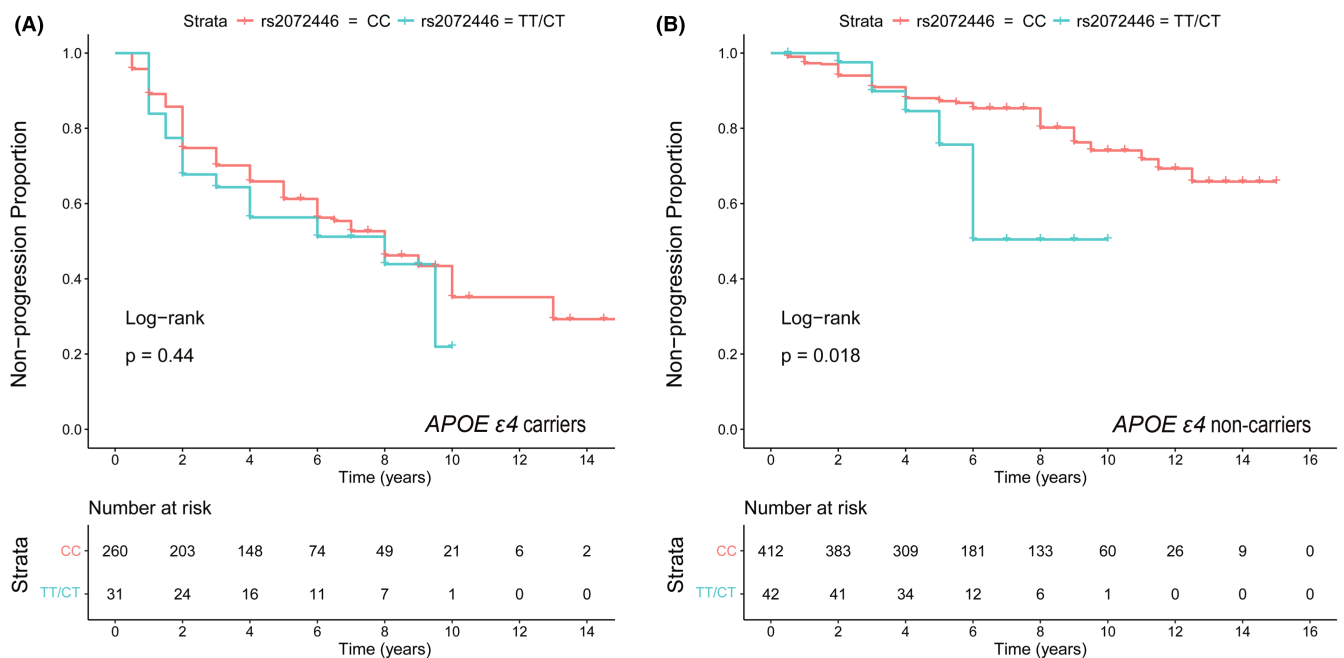 (A)
Strata rs2072446 = CC rs2072446 = TT/CT
Non−progression Proportion
1.0
0.8
0.6
0.4
0.2
0.0
Log−rank
p = 0.44
APOE ε4 carriers
0 2 4 6 8 10 12 14
Time (years)
Number at risk
Strata
CC 260 203 148 74 49 21 6 2
TT/CT 31 24 16 11 7 1 0 0
0 2 4 6 8 10 12 14
Time (years)
(B)
Strata rs2072446 = CC rs2072446 = TT/CT
Non−progression Proportion
1.0
0.8
0.6
0.4
0.2
0.0
Log−rank
p = 0.018
APOE ε4 non-carriers
0 2 4 6 8 10 12 14 16
Time (years)
Number at risk
Strata
CC 412 383 309 181 133 60 26 9 0
TT/CT 42 41 34 12 6 1 0 0 0
0 2 4 6 8 10 12 14 16
Time (years)